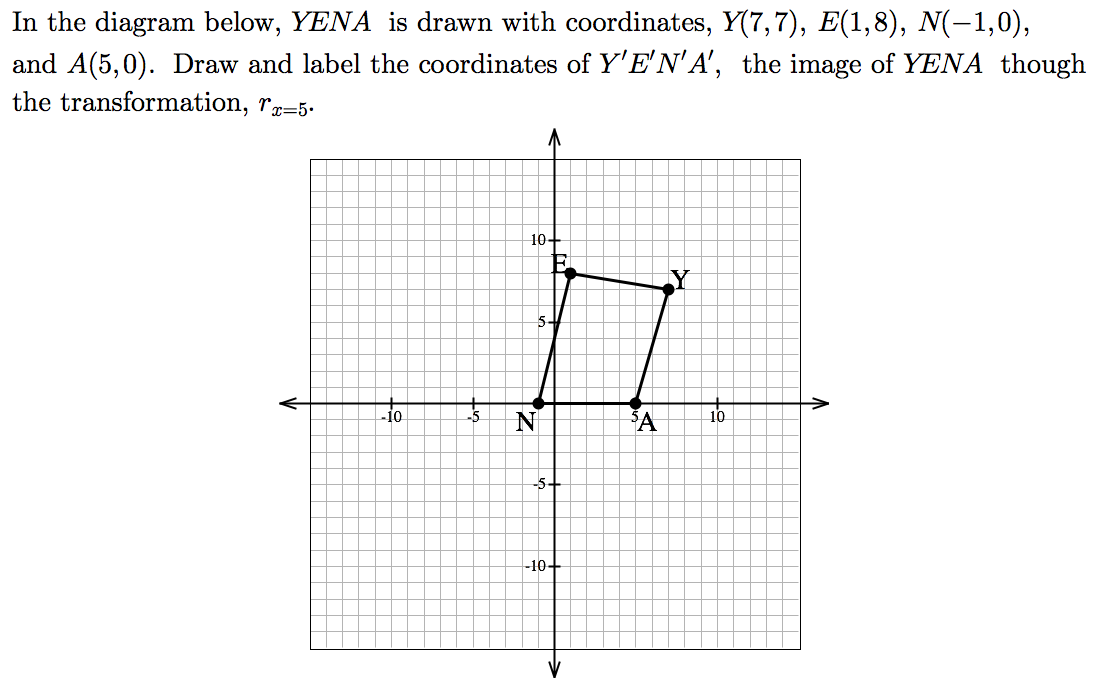 In the diagram below, YENA is drawn with coordinates, Y(7,7), E(1,8), N(−1,0),
and A(5,0). Draw and label the coordinates of Y′E′N′A′, the image of YENA though
the transformation, rₓ₌₅.
10
E
Y
5
-10
-5
N
5
A
10
-5
-10